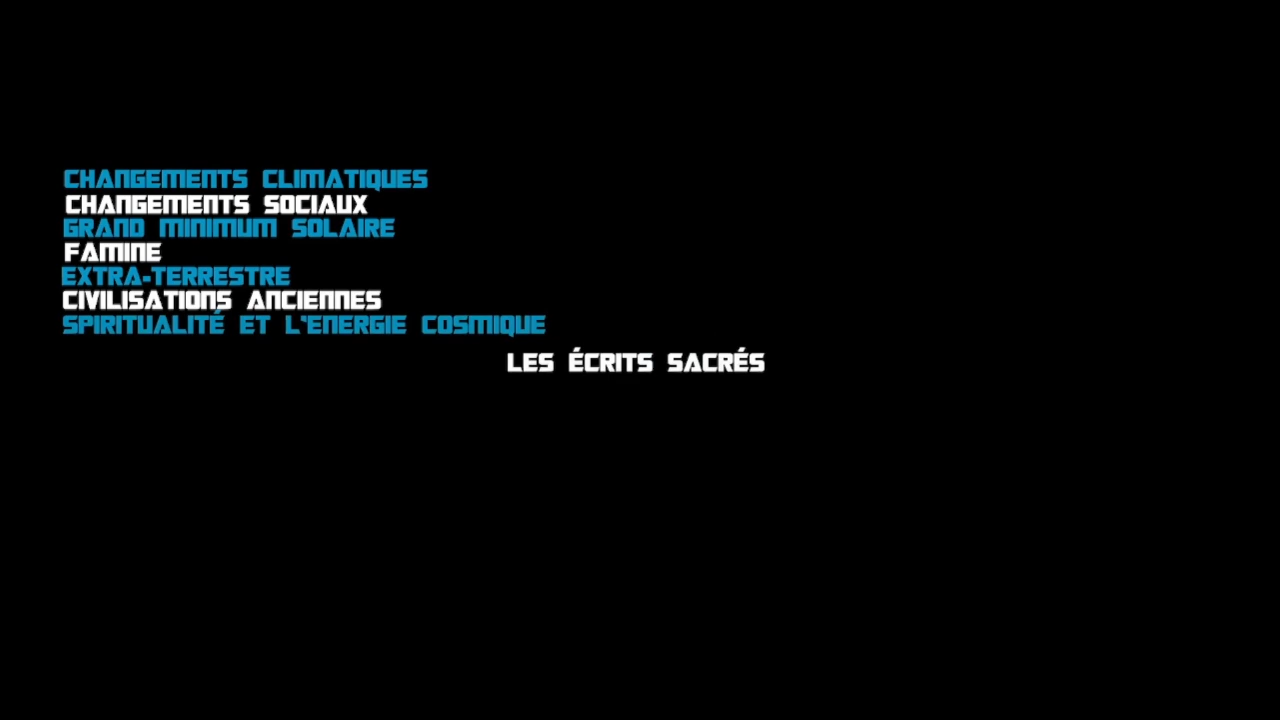 CHANGEMENTS CLIMATIQUES
CHANGEMENTS SOCIAUX
GRAND MINIMUM SOLAIRE
FAMINE
EXTRA-TERRESTRE
CIVILISATIONS ANCIENNES
SPIRITUALITÉ ET L'ENERGIE COSMIQUE
LES ÉCRITS SACRÉS